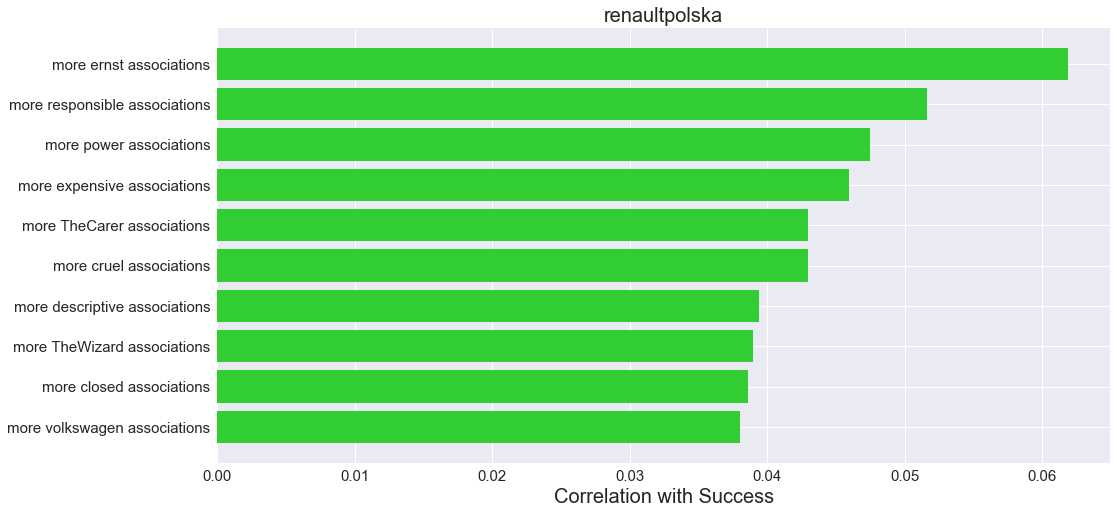 renaultpolska
more ernst associations
more responsible associations
more power associations
more expensive associations
more TheCarer associations
more cruel associations
more descriptive associations
more TheWizard associations
more closed associations
more volkswagen associations
0.00 0.01 0.02 0.03 0.04 0.05 0.06
Correlation with Success